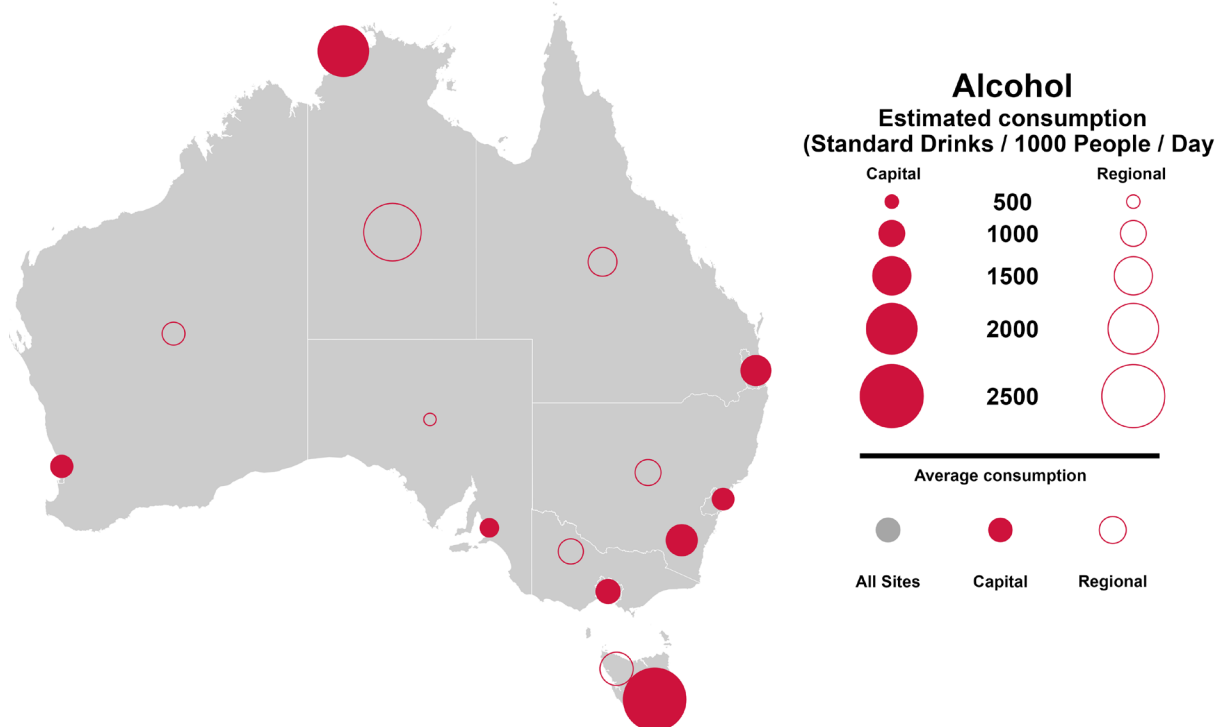 Alcohol
Estimated consumption
(Standard Drinks / 1000 People / Day
Capital Regional
500
1000
1500
2000
2500
Average consumption
All Sites Capital Regional